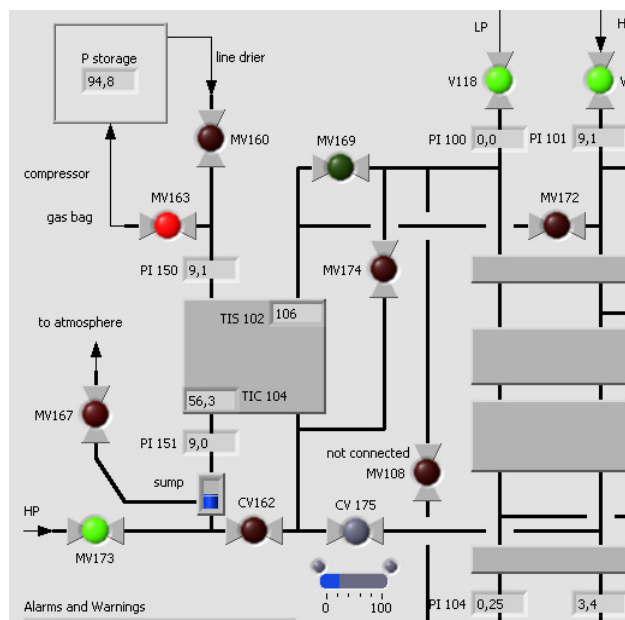 LP
H
P storage
94,8
line drier
V118
V
MV160
MV169
PI 100
0,0
PI 101
9,1
compressor
MV163
MV172
gas bag
PI 150
9,1
MV174
to atmosphere
TIS 102
106
56,3
TIC 104
MV167
PI 151
9,0
not connected
MV108
sump
CV162
CV 175
HP
MV173
0
100
PI 104
0,25
3,4
Alarms and Warnings